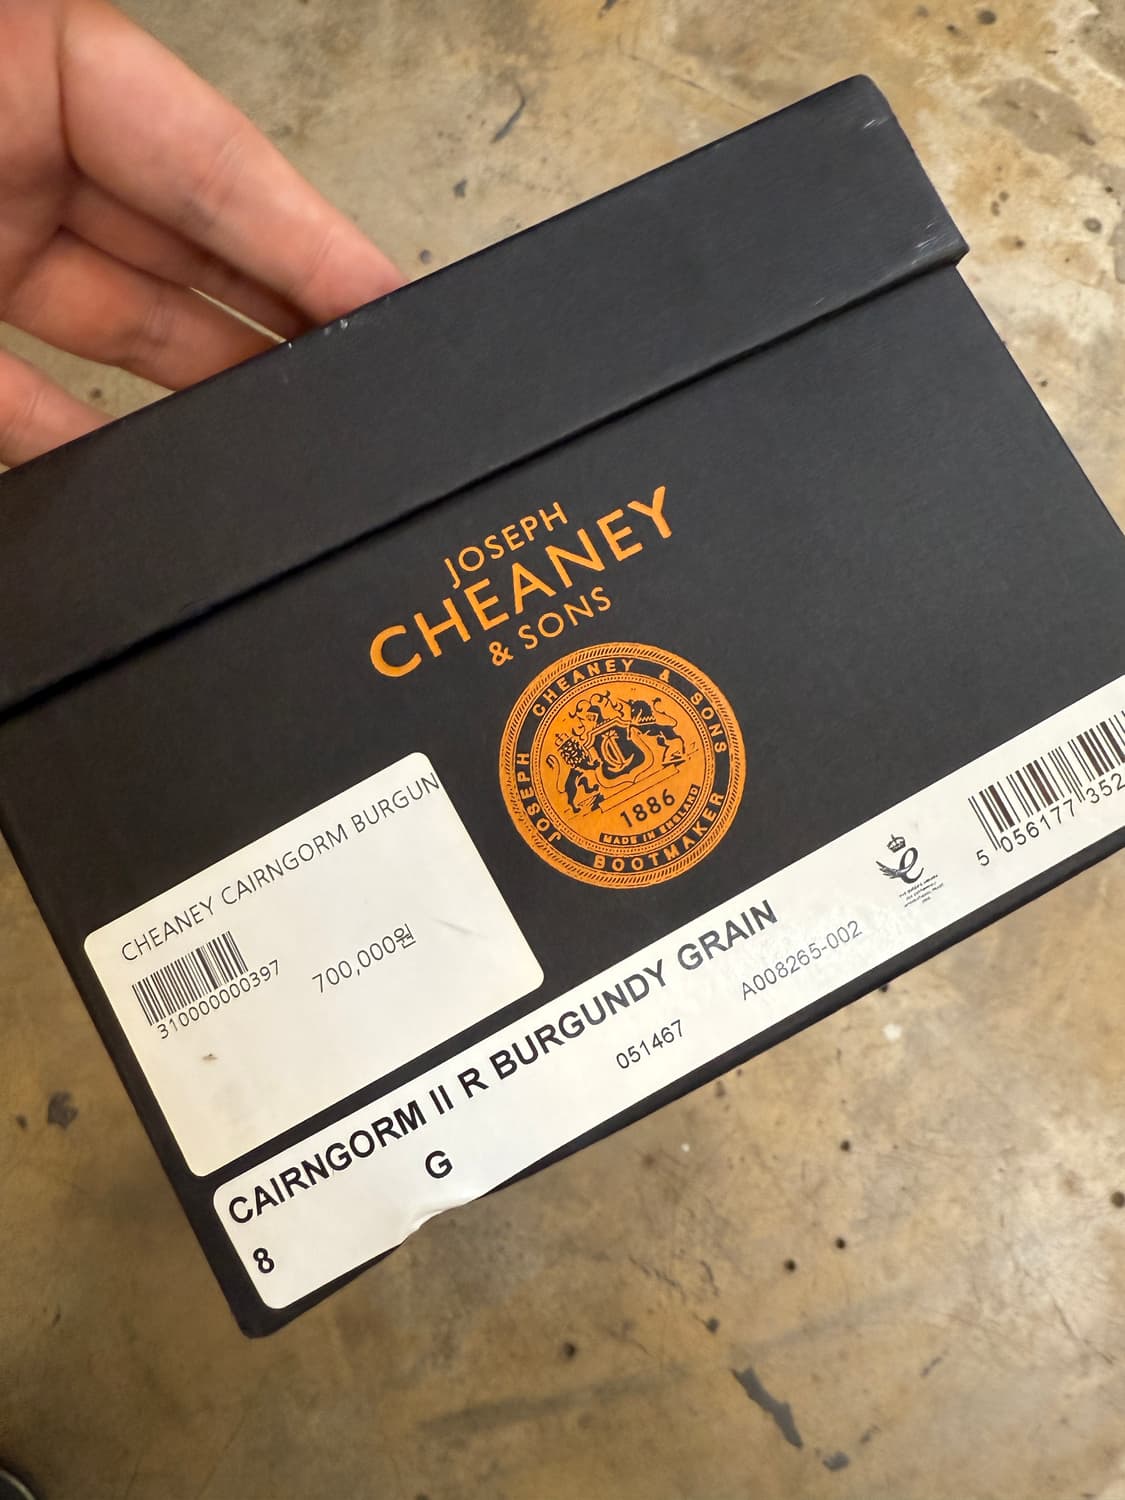 JOSEPH
CHEANEY
& SONS
JOSEPH CHEANEY & SONS
1886
MADE IN ENGLAND
BOOTMAKER
CHEANEY CAIRNGORM BURGUN
310000000397
700,000원
CAIRNGORM II R BURGUNDY GRAIN
8 G 051467 A008265-002
5 056177 352